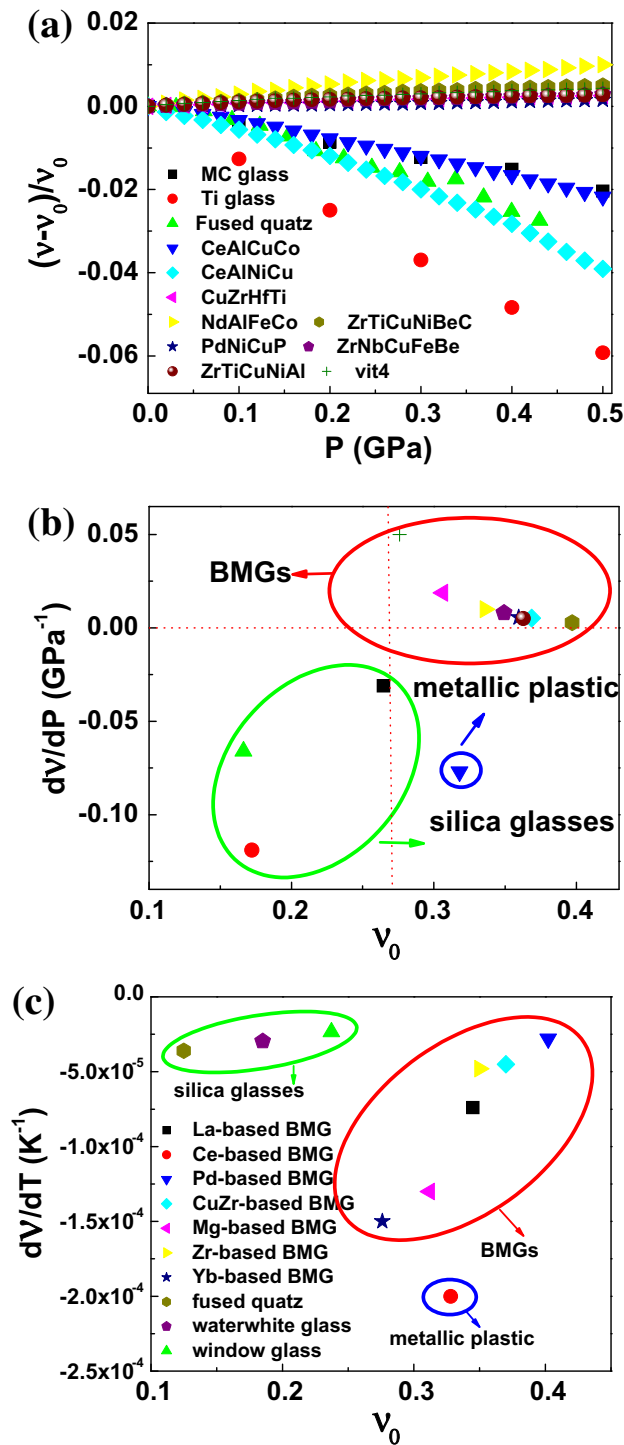 (a)
0.02
0.00
-0.02
-0.04
-0.06
(ν-ν₀)/ν₀
MC glass
Ti glass
Fused quatz
CeAlCuCo
CeAlNiCu
CuZrHfTi
NdAlFeCo ZrTiCuNiBeC
PdNiCuP ZrNbCuFeBe
ZrTiCuNiAl vit4
0.0 0.1 0.2 0.3 0.4 0.5
P (GPa)
(b)
0.05
0.00
-0.05
-0.10
dν/dP (GPa⁻¹)
BMGs
metallic plastic
silica glasses
0.1 0.2 0.3 0.4
ν₀
(c)
0.0
-5.0x10⁻⁵
-1.0x10⁻⁴
-1.5x10⁻⁴
-2.0x10⁻⁴
-2.5x10⁻⁴
dν/dT (K⁻¹)
silica glasses
La-based BMG
Ce-based BMG
Pd-based BMG
CuZr-based BMG
Mg-based BMG
Zr-based BMG
Yb-based BMG
fused quatz
waterwhite glass
window glass
BMGs
metallic plastic
0.1 0.2 0.3 0.4
ν₀